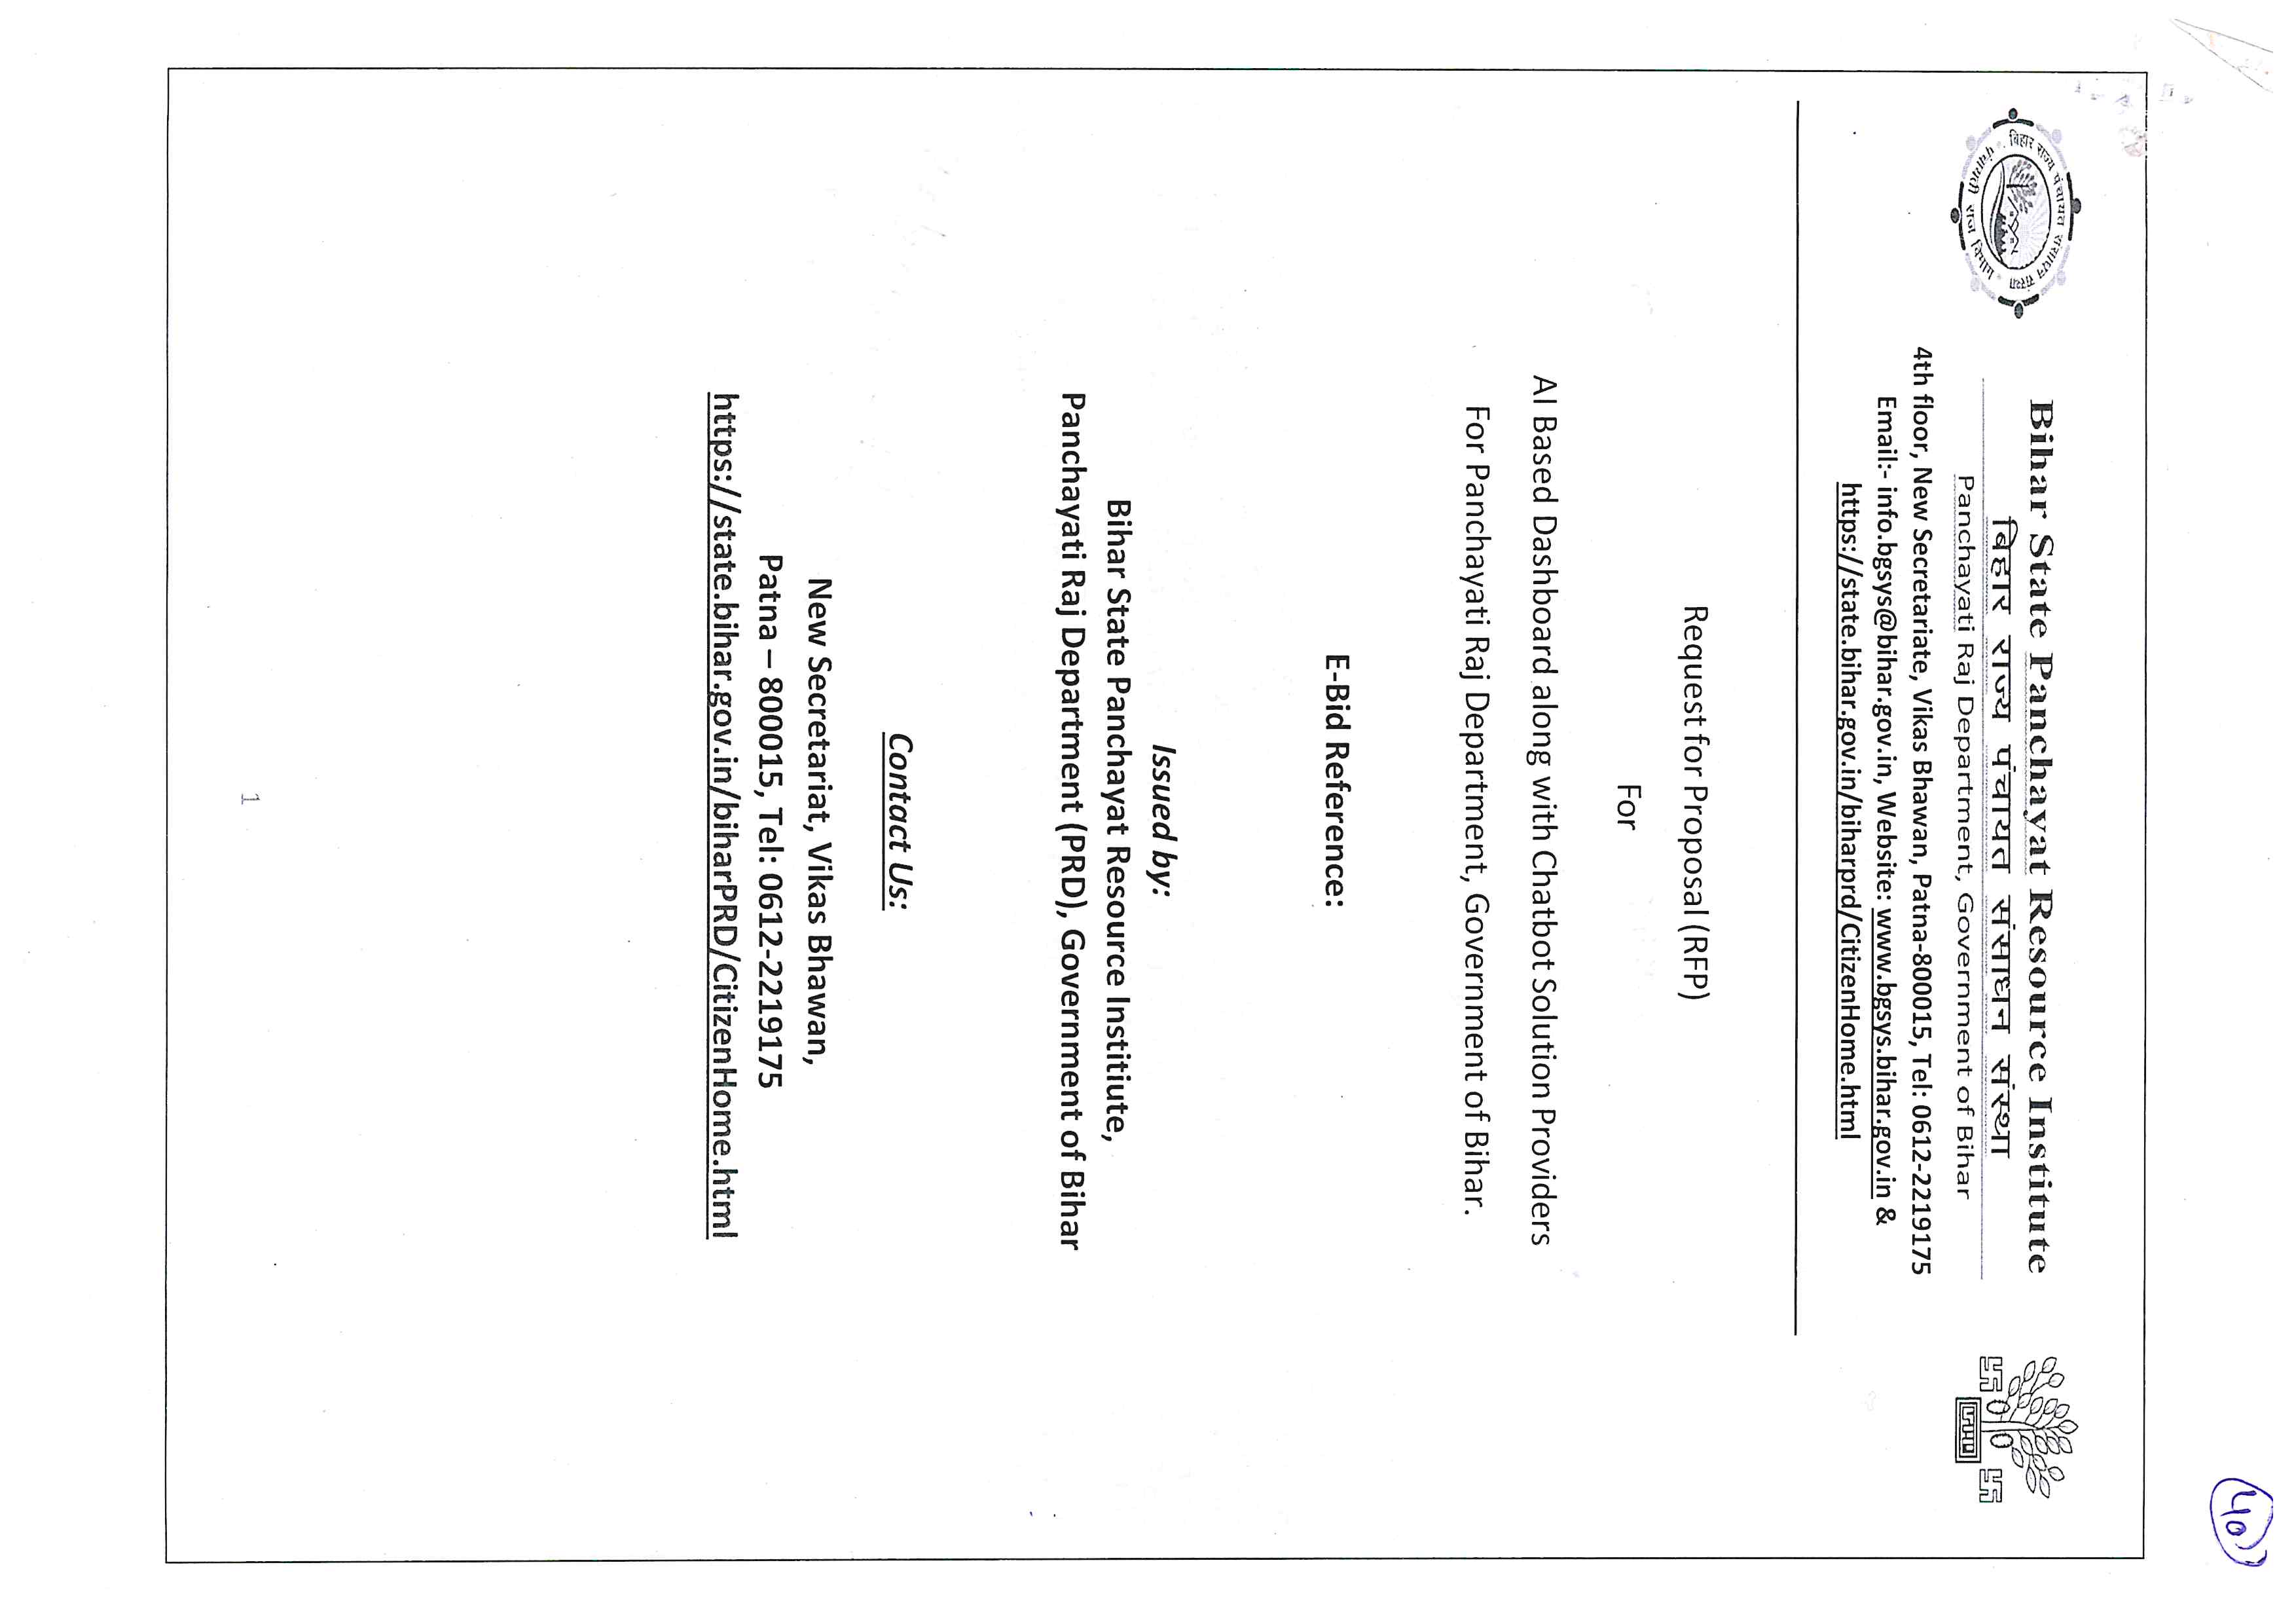 40
बिहार राज्य पंचायत संसाधन संस्था
पंचायती राज विभाग
Bihar State Panchayat Resource Institute
बिहार राज्य पंचायत संसाधन संस्था
Panchayati Raj Department, Government of Bihar
4th floor, New Secretariate, Vikas Bhawan, Patna-800015, Tel: 0612-2219175
Email:- info.bgsys@bihar.gov.in, Website: www.bgsys.bihar.gov.in &
https://state.bihar.gov.in/biharprd/CitizenHome.html
Request for Proposal (RFP)
For
AI Based Dashboard along with Chatbot Solution Providers
For Panchayati Raj Department, Government of Bihar.
E-Bid Reference:
Issued by:
Bihar State Panchayat Resource Instititiute,
Panchayati Raj Department (PRD), Government of Bihar
Contact Us:
New Secretariat, Vikas Bhawan,
Patna – 800015, Tel: 0612-2219175
https://state.bihar.gov.in/biharPRD/CitizenHome.html
1